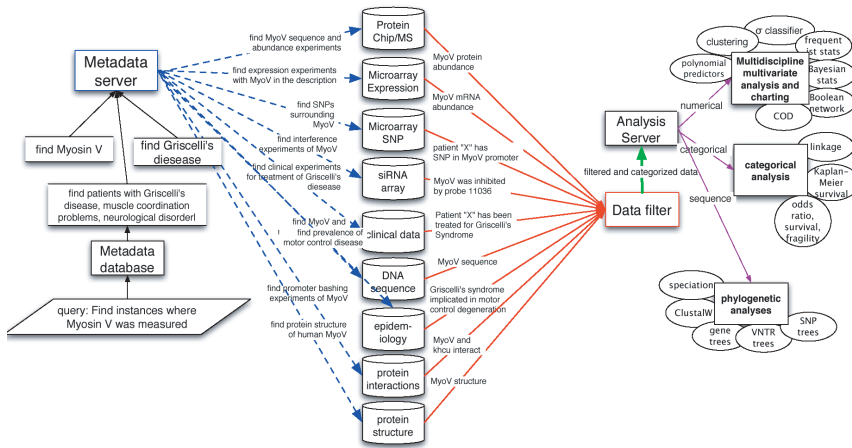 Metadata
server
find Myosin V
find Griscelli's
diesease
find patients with Griscelli's
disease, muscle coordination
problems, neurological disorderl
Metadata
database
query: Find instances where
Myosin V was measured
find MyoV sequence and
abundance experiments
find expression experiments
with MyoV in the description
find SNPs
surrounding
MyoV
find interference
experiments of MyoV
find clinical experiments
for treatment of Griscelli's
disease
find MyoV and
find prevalence of
motor control disease
find promoter bashing
experiments of MyoV
find protein structure
of human MyoV
Protein
Chip/MS
Microarray
Expression
Microarray
SNP
siRNA
array
clinical data
DNA
sequence
epidem-
iology
protein
interactions
protein
structure
MyoV protein
abundance
MyoV mRNA
abundance
patient "X" has
SNP in MyoV promoter
MyoV was inhibited
by probe 11036
Patient "X" has been
treated for Griscelli's
Syndrome
MyoV sequence
Griscelli's syndrome
implicated in motor
control degeneration
MyoV and
khcu interact
MyoV structure
Analysis
Server
filtered and categorized data
Data filter
numerical
categorical
sequence
clustering
σ classifier
frequent
ist stats
polynomial
predictors
Multidiscipline
multivariate
analysis and
charting
Bayesian
stats
Boolean
network
COD
linkage
categorical
analysis
Kaplan-
Meier
survival
odds
ratio,
survival,
fragility
speciation
phylogenetic
analyses
ClustalW
gene
trees
VNTR
trees
SNP
trees